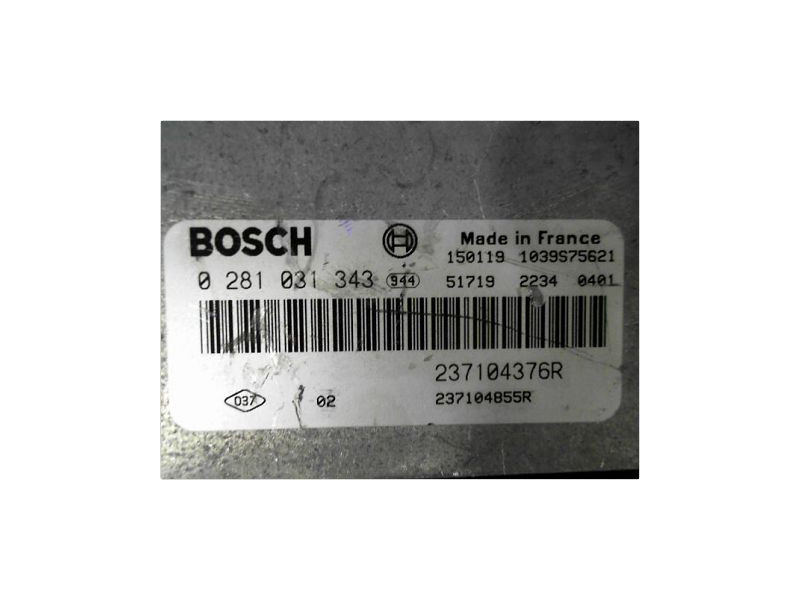 BOSCH Made in France
150119 1039S75621
0 281 031 343 944 51719 2234 0401
237104376R
037 02 237104855R